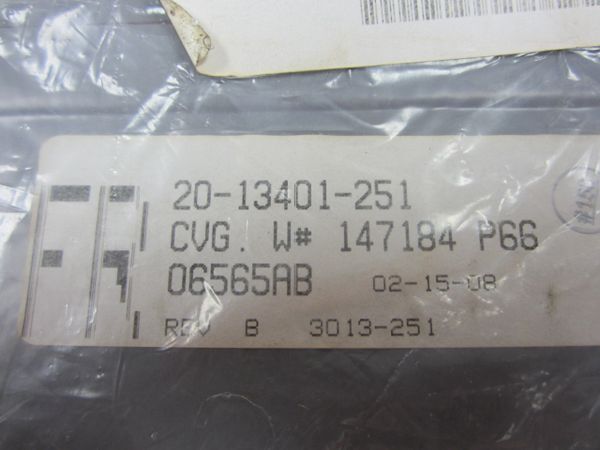 20-13401-251
CVG. W# 147184 P66
06565AB 02-15-08
REV B 3013-251